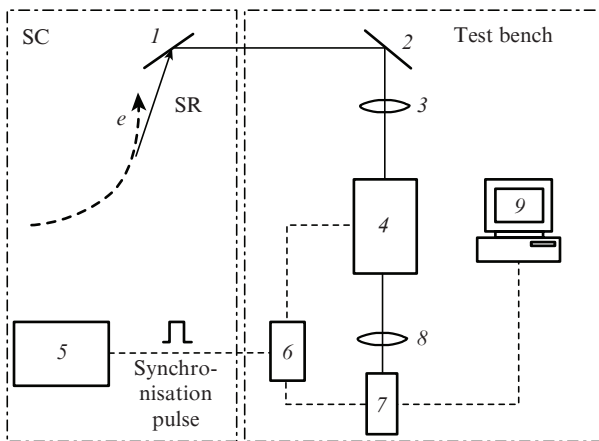 SC
1
2
Test bench
e
SR
3
4
9
5
6
8
Synchro-
nisation
pulse
7